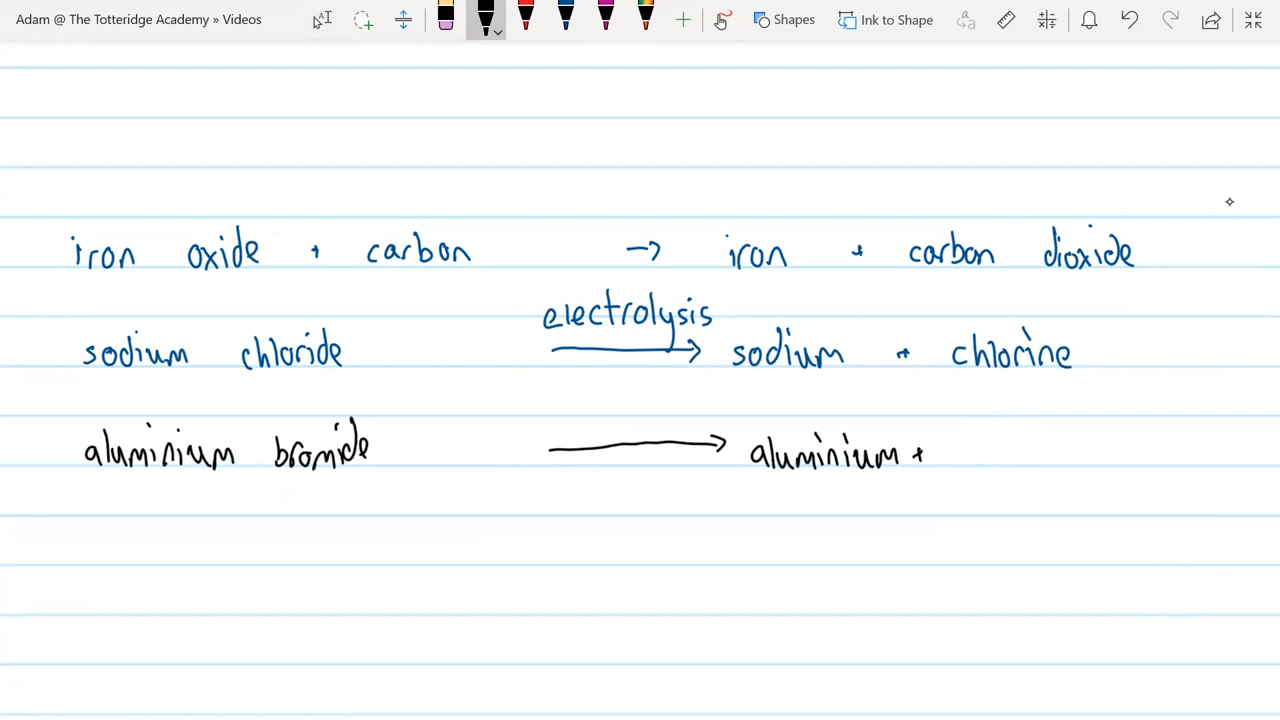 Adam @ The Totteridge Academy » Videos
Shapes
Ink to Shape
iron oxide + carbon → iron + carbon dioxide
electrolysis
sodium chloride → sodium + chlorine
aluminium bromide → aluminium +